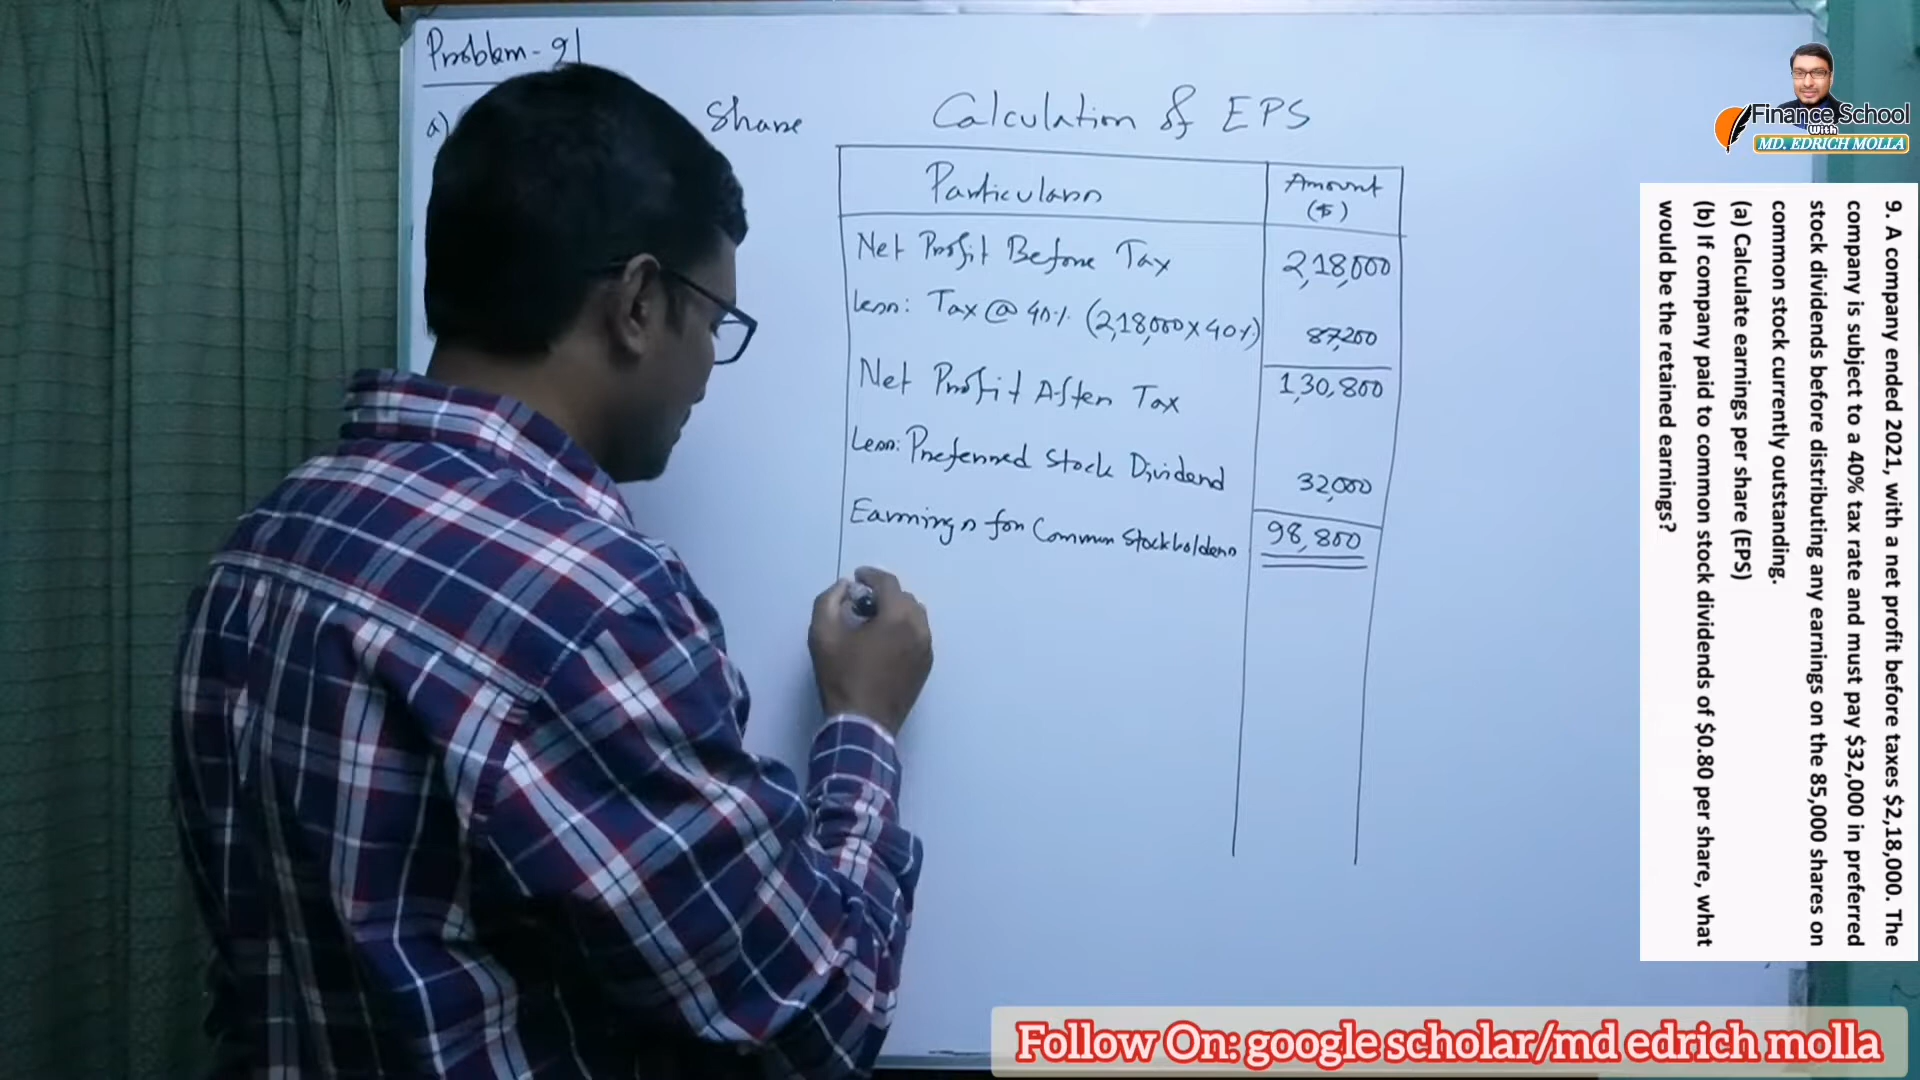 Problem - 9
a)
Share
Calculation of EPS
Particulars
Amount
($)
Net Profit Before Tax
2,18,000
Less: Tax @ 40% (2,18,000 x 40%)
87,200
Net Profit After Tax
1,30,800
Less: Preferred Stock Dividend
32,000
Earnings for Common Stockholders
98,800
Finance School
With
MD. EDRICH MOLLA
9. A company ended 2021, with a net profit before taxes $2,18,000. The
company is subject to a 40% tax rate and must pay $32,000 in preferred
stock dividends before distributing any earnings on the 85,000 shares on
common stock currently outstanding.
(a) Calculate earnings per share (EPS)
(b) If company paid to common stock dividends of $0.80 per share, what
would be the retained earnings?
Follow On: google scholar/md edrich molla